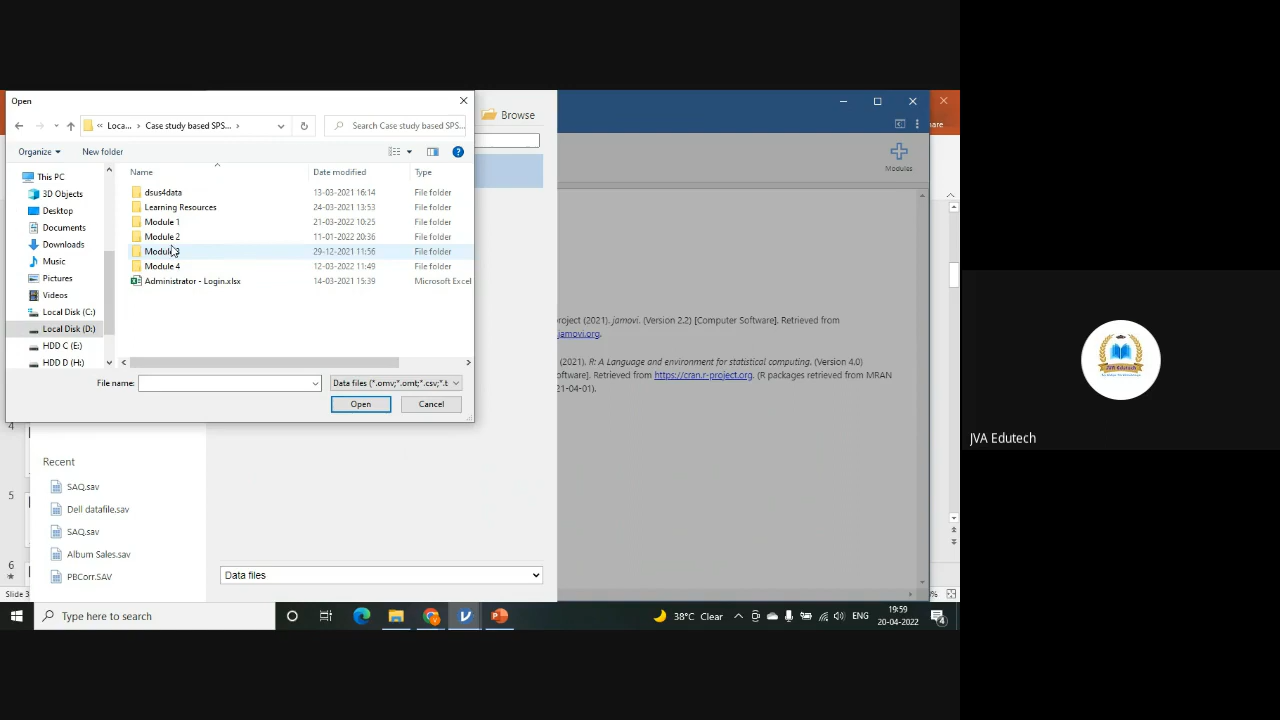 Open
Browse
Loca...
Case study based SPS...
Search Case study based SPS...
are
Organize
New folder
Modules
Name
Date modified
Type
This PC
3D Objects
Desktop
Documents
Downloads
Music
Pictures
Videos
Local Disk (C:)
Local Disk (D:)
HDD C (E:)
HDD D (H:)
dsus4data 13-03-2021 16:14 File folder
Learning Resources 24-03-2021 13:53 File folder
Module 1 21-03-2022 10:25 File folder
Module 2 11-01-2022 20:36 File folder
Module 3 29-12-2021 11:56 File folder
Module 4 12-03-2022 11:49 File folder
Administrator - Login.xlsx 14-03-2021 15:39 Microsoft Excel
File name:
Data files (*.omv;*.omt;*.csv;*.t
Open
Cancel
roject (2021). jamovi. (Version 2.2) [Computer Software]. Retrieved from
jamovi.org.
(2021). R: A Language and environment for statistical computing. (Version 4.0)
oftware]. Retrieved from https://cran.r-project.org. (R packages retrieved from MRAN
21-04-01).
4
5
6
Recent
SAQ.sav
Dell datafile.sav
SAQ.sav
Album Sales.sav
PBCorr.SAV
Data files
Slide 3
%
Type here to search
38°C Clear
ENG
19:59
20-04-2022
4
JVA Edutech